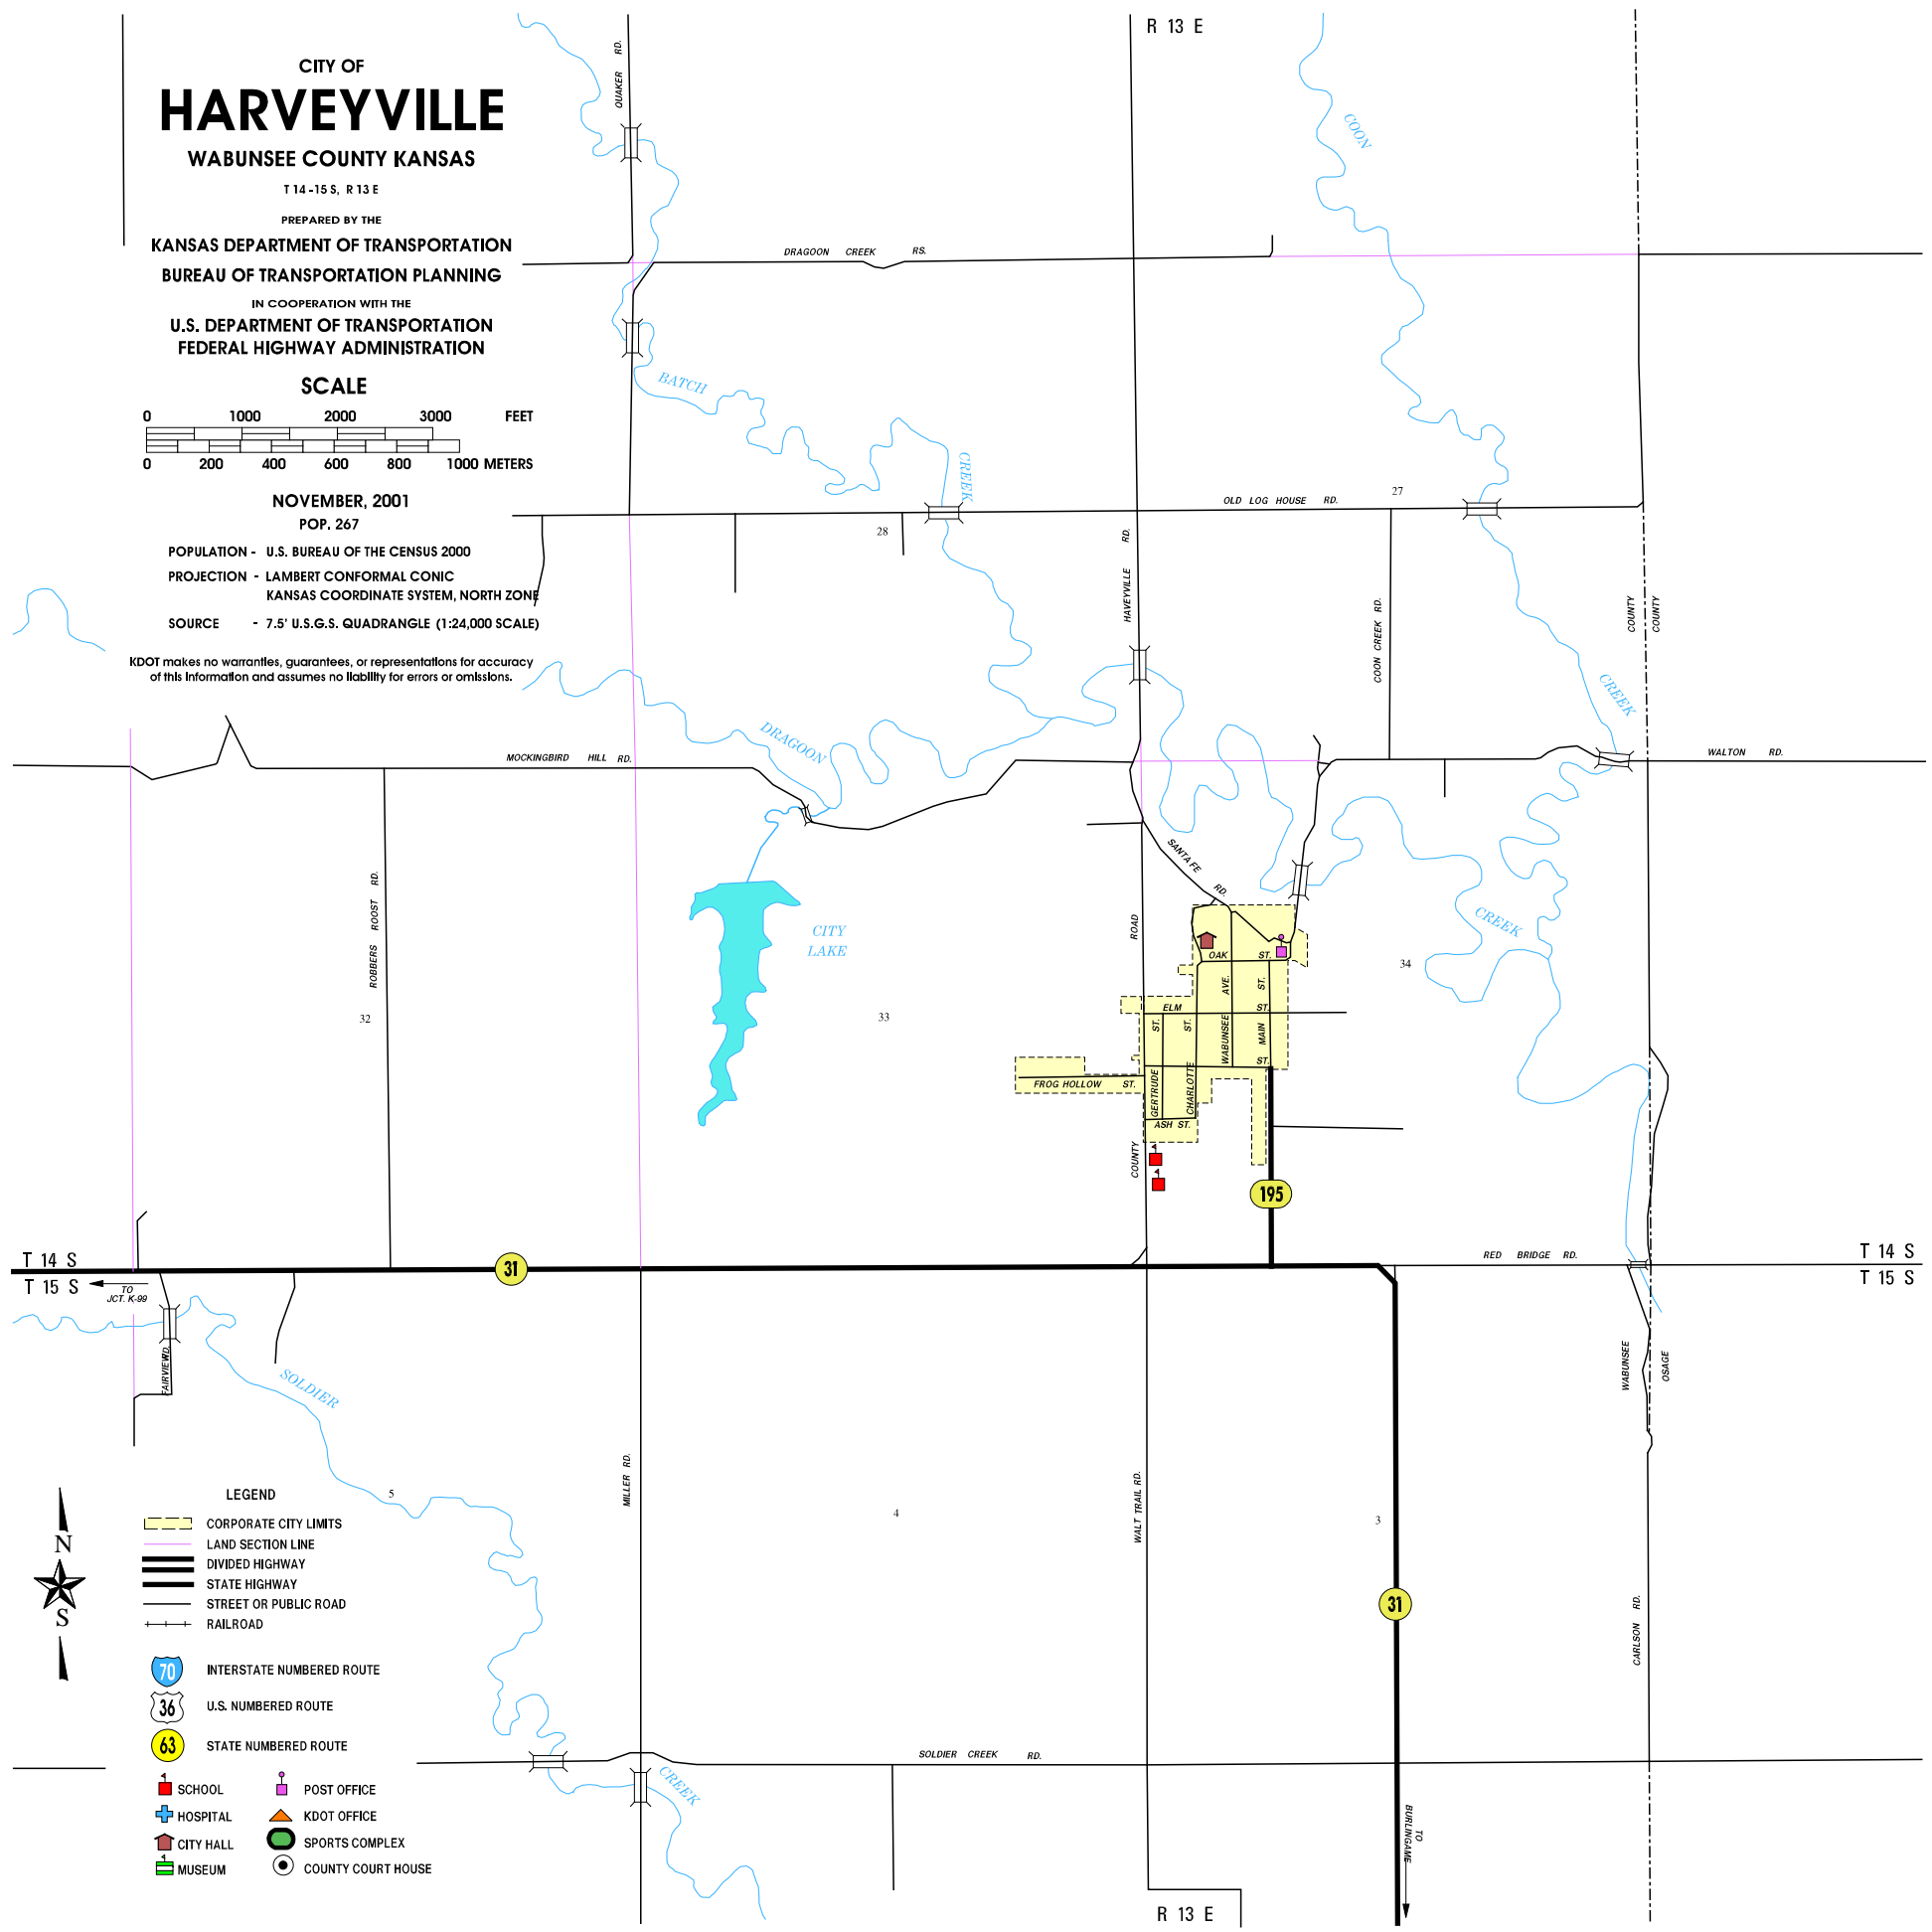 R 13 E
CITY OF
HARVEYVILLE
WABUNSEE COUNTY KANSAS
T 14 -15 S, R 13 E
PREPARED BY THE
KANSAS DEPARTMENT OF TRANSPORTATION
BUREAU OF TRANSPORTATION PLANNING
IN COOPERATION WITH THE
U.S. DEPARTMENT OF TRANSPORTATION
FEDERAL HIGHWAY ADMINISTRATION
SCALE
0 1000 2000 3000 FEET
0 200 400 600 800 1000 METERS
NOVEMBER, 2001
POP. 267
POPULATION - U.S. BUREAU OF THE CENSUS 2000
PROJECTION - LAMBERT CONFORMAL CONIC
KANSAS COORDINATE SYSTEM, NORTH ZONE
SOURCE - 7.5' U.S.G.S. QUADRANGLE (1:24,000 SCALE)
KDOT makes no warranties, guarantees, or representations for accuracy
of this information and assumes no liability for errors or omissions.
QUAKER RD.
COON
DRAGOON CREEK RS.
BATCH
CREEK
OLD LOG HOUSE RD.
27
28
HAVEYVILLE RD.
COON CREEK RD.
COUNTY
COUNTY
CREEK
DRAGOON
MOCKINGBIRD HILL RD.
WALTON RD.
SANTA FE RD.
ROBBERS ROOST RD.
CITY
LAKE
ROAD
CREEK
OAK ST.
34
32
33
ELM ST.
AVE.
ST.
ST.
ST.
WABUNSEE
MAIN
ST.
FROG HOLLOW ST.
GERTRUDE
CHARLOTTE
ASH ST.
COUNTY
195
RED BRIDGE RD.
T 14 S
T 15 S
TO
JCT. K-99
31
T 14 S
T 15 S
FAIRVIEW RD.
SOLDIER
WABUNSEE
OSAGE
MILLER RD.
WALT TRAIL RD.
5
4
3
31
CARLSON RD.
SOLDIER CREEK RD.
CREEK
TO
BURLINGAME
R 13 E
N
S
LEGEND
CORPORATE CITY LIMITS
LAND SECTION LINE
DIVIDED HIGHWAY
STATE HIGHWAY
STREET OR PUBLIC ROAD
RAILROAD
70 INTERSTATE NUMBERED ROUTE
36 U.S. NUMBERED ROUTE
63 STATE NUMBERED ROUTE
SCHOOL
POST OFFICE
HOSPITAL
KDOT OFFICE
CITY HALL
SPORTS COMPLEX
MUSEUM
COUNTY COURT HOUSE